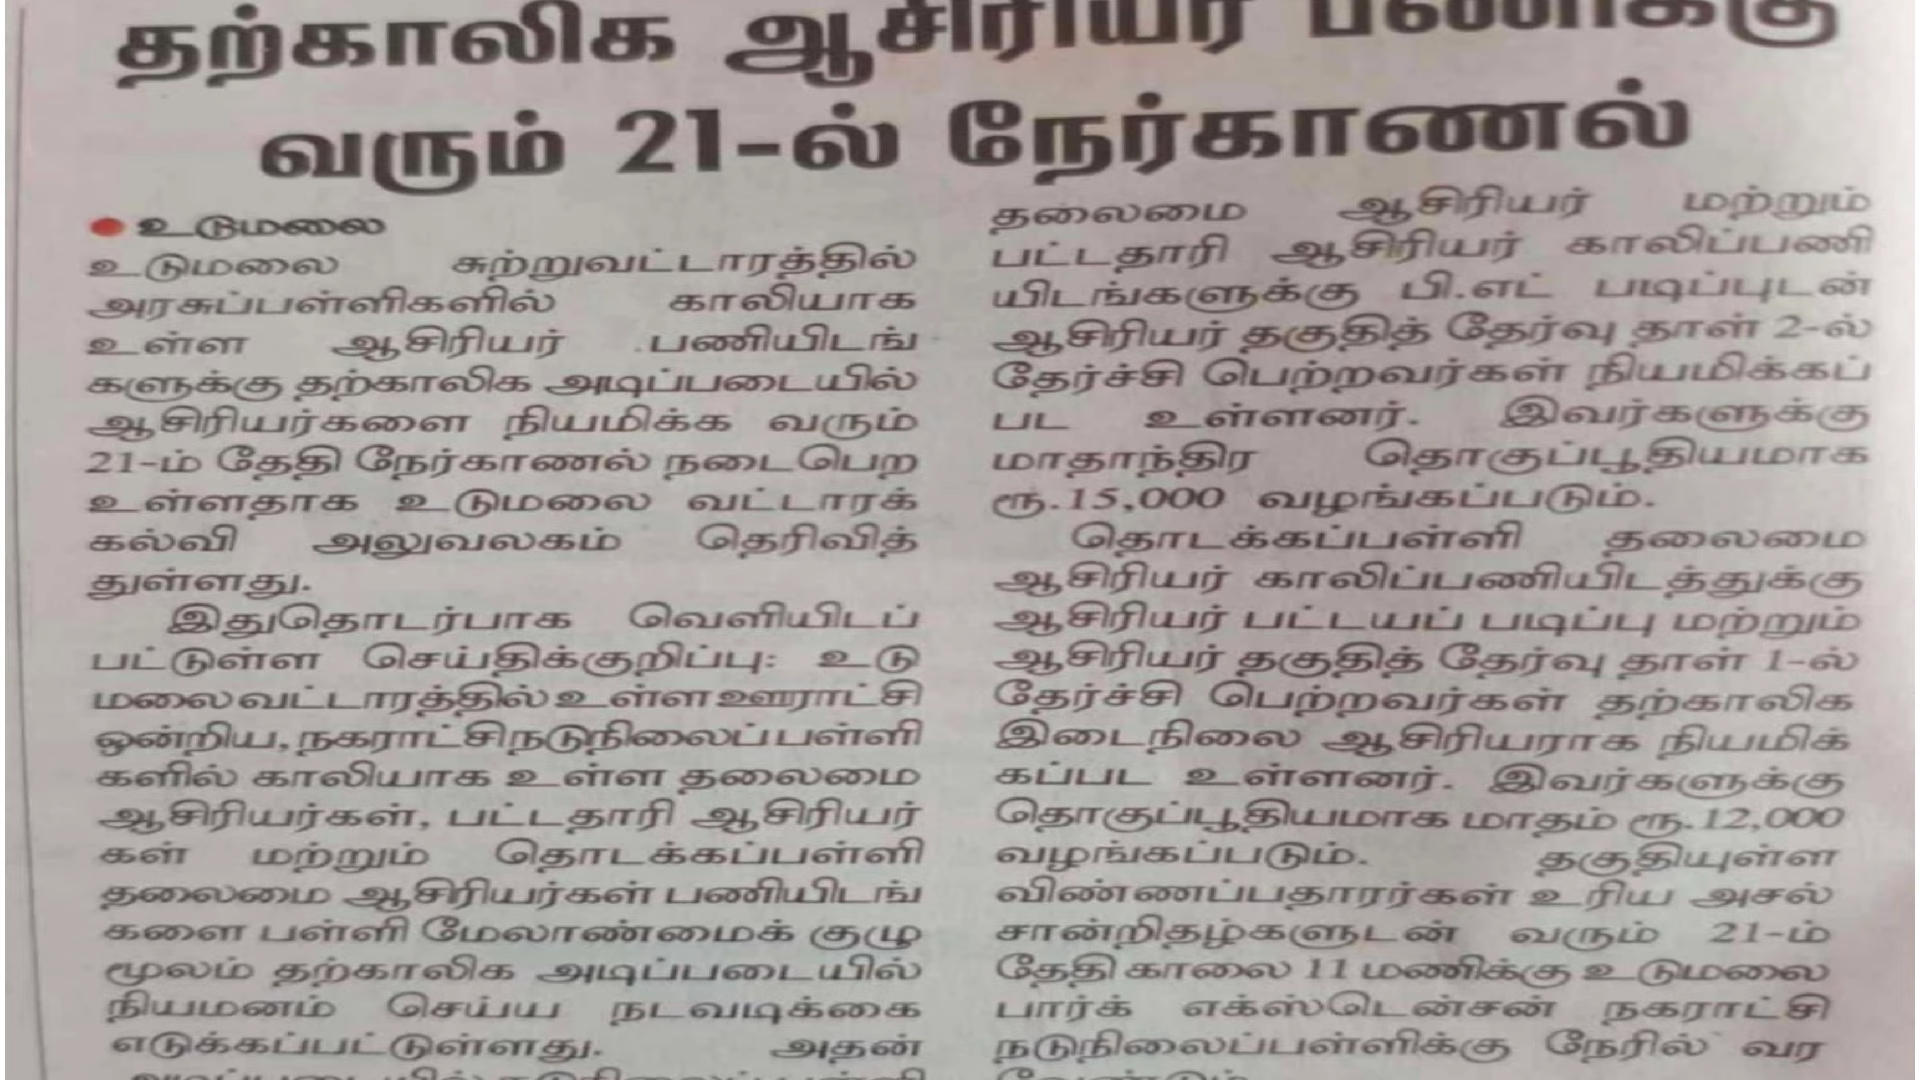 தற்காலிக ஆசிரியர் பணிக்கு
வரும் 21-ல் நேர்காணல்
● உடுமலை
உடுமலை சுற்றுவட்டாரத்தில்
அரசுப்பள்ளிகளில் காலியாக
உள்ள ஆசிரியர் பணியிடங்
களுக்கு தற்காலிக அடிப்படையில்
ஆசிரியர்களை நியமிக்க வரும்
21-ம் தேதி நேர்காணல் நடைபெற
உள்ளதாக உடுமலை வட்டாரக்
கல்வி அலுவலகம் தெரிவித்
துள்ளது.
இதுதொடர்பாக வெளியிடப்
பட்டுள்ள செய்திக்குறிப்பு: உடு
மலை வட்டாரத்தில் உள்ள ஊராட்சி
ஒன்றிய, நகராட்சி நடுநிலைப்பள்ளி
களில் காலியாக உள்ள தலைமை
ஆசிரியர்கள், பட்டதாரி ஆசிரியர்
கள் மற்றும் தொடக்கப்பள்ளி
தலைமை ஆசிரியர்கள் பணியிடங்
களை பள்ளி மேலாண்மைக் குழு
மூலம் தற்காலிக அடிப்படையில்
நியமனம் செய்ய நடவடிக்கை
எடுக்கப்பட்டுள்ளது. அதன்
அடிப்படையில் நடுநிலைப்பள்ளி
தலைமை ஆசிரியர் மற்றும்
பட்டதாரி ஆசிரியர் காலிப்பணி
யிடங்களுக்கு பி.எட் படிப்புடன்
ஆசிரியர் தகுதித் தேர்வு தாள் 2-ல்
தேர்ச்சி பெற்றவர்கள் நியமிக்கப்
பட உள்ளனர். இவர்களுக்கு
மாதாந்திர தொகுப்பூதியமாக
ரூ.15,000 வழங்கப்படும்.
தொடக்கப்பள்ளி தலைமை
ஆசிரியர் காலிப்பணியிடத்துக்கு
ஆசிரியர் பட்டயப் படிப்பு மற்றும்
ஆசிரியர் தகுதித் தேர்வு தாள் 1-ல்
தேர்ச்சி பெற்றவர்கள் தற்காலிக
இடைநிலை ஆசிரியராக நியமிக்
கப்பட உள்ளனர். இவர்களுக்கு
தொகுப்பூதியமாக மாதம் ரூ.12,000
வழங்கப்படும். தகுதியுள்ள
விண்ணப்பதாரர்கள் உரிய அசல்
சான்றிதழ்களுடன் வரும் 21-ம்
தேதி காலை 11 மணிக்கு உடுமலை
பார்க் எக்ஸ்டென்சன் நகராட்சி
நடுநிலைப்பள்ளிக்கு நேரில் வர
வேண்டும்.